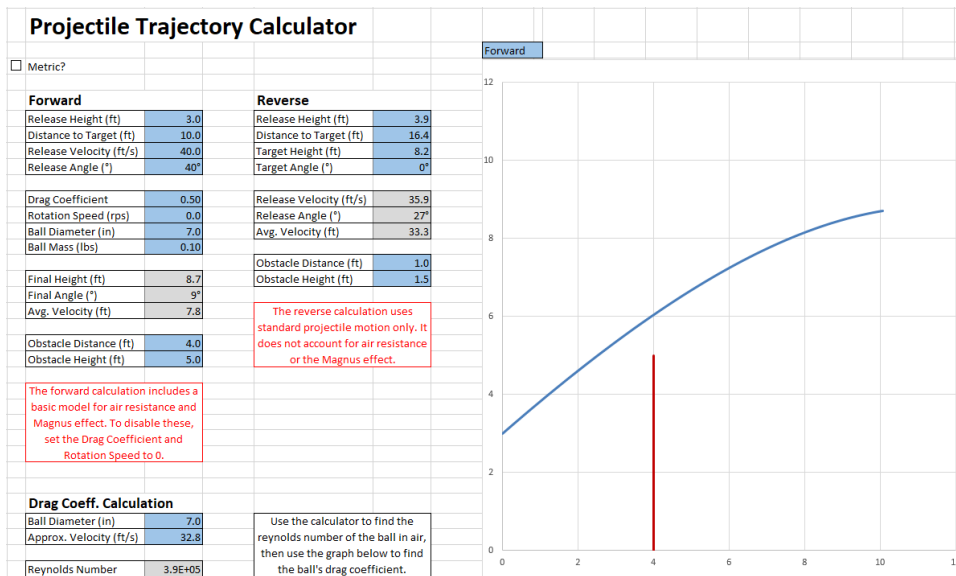 Projectile Trajectory Calculator
Forward
Metric?
Forward
Release Height (ft) 3.0
Distance to Target (ft) 10.0
Release Velocity (ft/s) 40.0
Release Angle (°) 40°
Drag Coefficient 0.50
Rotation Speed (rps) 0.0
Ball Diameter (in) 7.0
Ball Mass (lbs) 0.10
Final Height (ft) 8.7
Final Angle (°) 9°
Avg. Velocity (ft) 7.8
Obstacle Distance (ft) 4.0
Obstacle Height (ft) 5.0
The forward calculation includes a
basic model for air resistance and
Magnus effect. To disable these,
set the Drag Coefficient and
Rotation Speed to 0.
Reverse
Release Height (ft) 3.9
Distance to Target (ft) 16.4
Target Height (ft) 8.2
Target Angle (°) 0°
Release Velocity (ft/s) 35.9
Release Angle (°) 27°
Avg. Velocity (ft) 33.3
Obstacle Distance (ft) 1.0
Obstacle Height (ft) 1.5
The reverse calculation uses
standard projectile motion only. It
does not account for air resistance
or the Magnus effect.
Drag Coeff. Calculation
Ball Diameter (in) 7.0
Approx. Velocity (ft/s) 32.8
Reynolds Number 3.9E+05
Use the calculator to find the
reynolds number of the ball in air,
then use the graph below to find
the ball's drag coefficient.
12
10
8
6
4
2
0
0 2 4 6 8 10